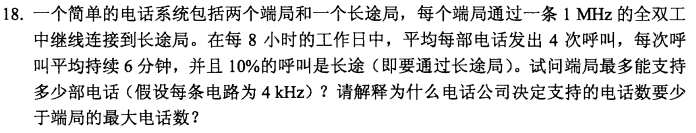 18. 一个简单的电话系统包括两个端局和一个长途局，每个端局通过一条 1 MHz 的全双工
中继线连接到长途局。在每 8 小时的工作日中，平均每部电话发出 4 次呼叫，每次呼
叫平均持续 6 分钟，并且 10%的呼叫是长途（即要通过长途局）。试问端局最多能支持
多少部电话（假设每条电路为 4 kHz）？请解释为什么电话公司决定支持的电话数要少
于端局的最大电话数？